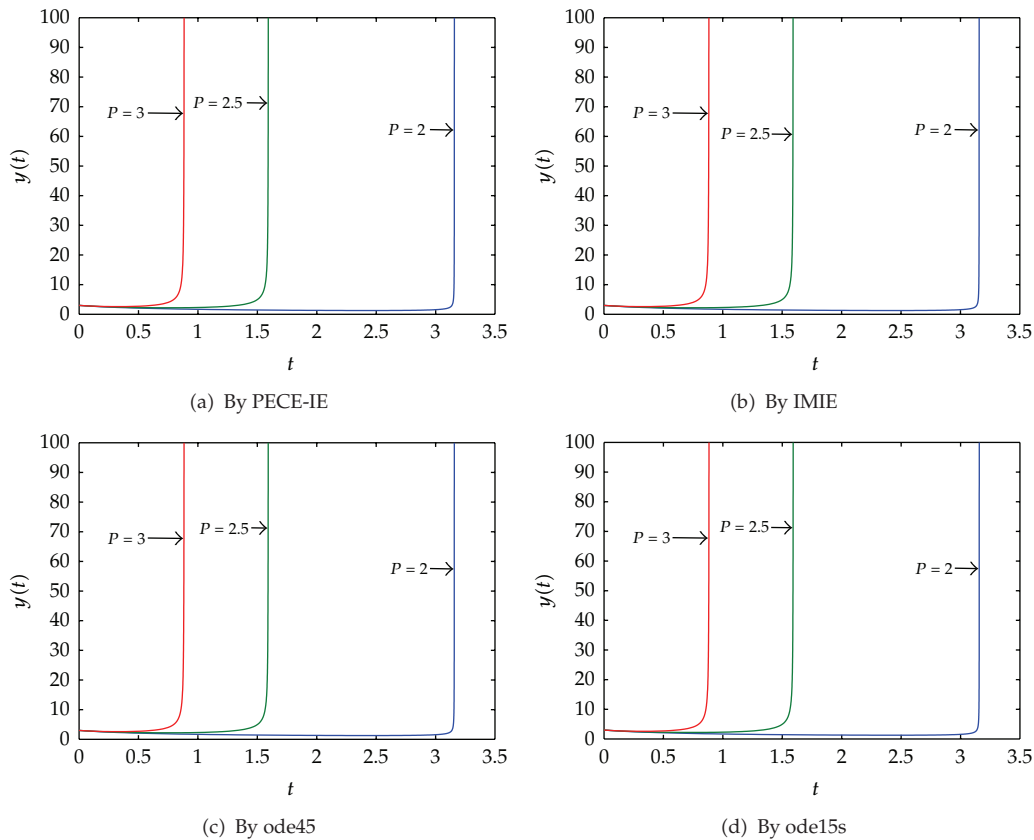 100
90
80
70
60
50
40
30
20
10
0
y(t)
P = 3
P = 2.5
P = 2
0 0.5 1 1.5 2 2.5 3 3.5
t
(a) By PECE-IE
100
90
80
70
60
50
40
30
20
10
0
y(t)
P = 3
P = 2.5
P = 2
0 0.5 1 1.5 2 2.5 3 3.5
t
(b) By IMIE
100
90
80
70
60
50
40
30
20
10
0
y(t)
P = 3
P = 2.5
P = 2
0 0.5 1 1.5 2 2.5 3 3.5
t
(c) By ode45
100
90
80
70
60
50
40
30
20
10
0
y(t)
P = 3
P = 2.5
P = 2
0 0.5 1 1.5 2 2.5 3 3.5
t
(d) By ode15s